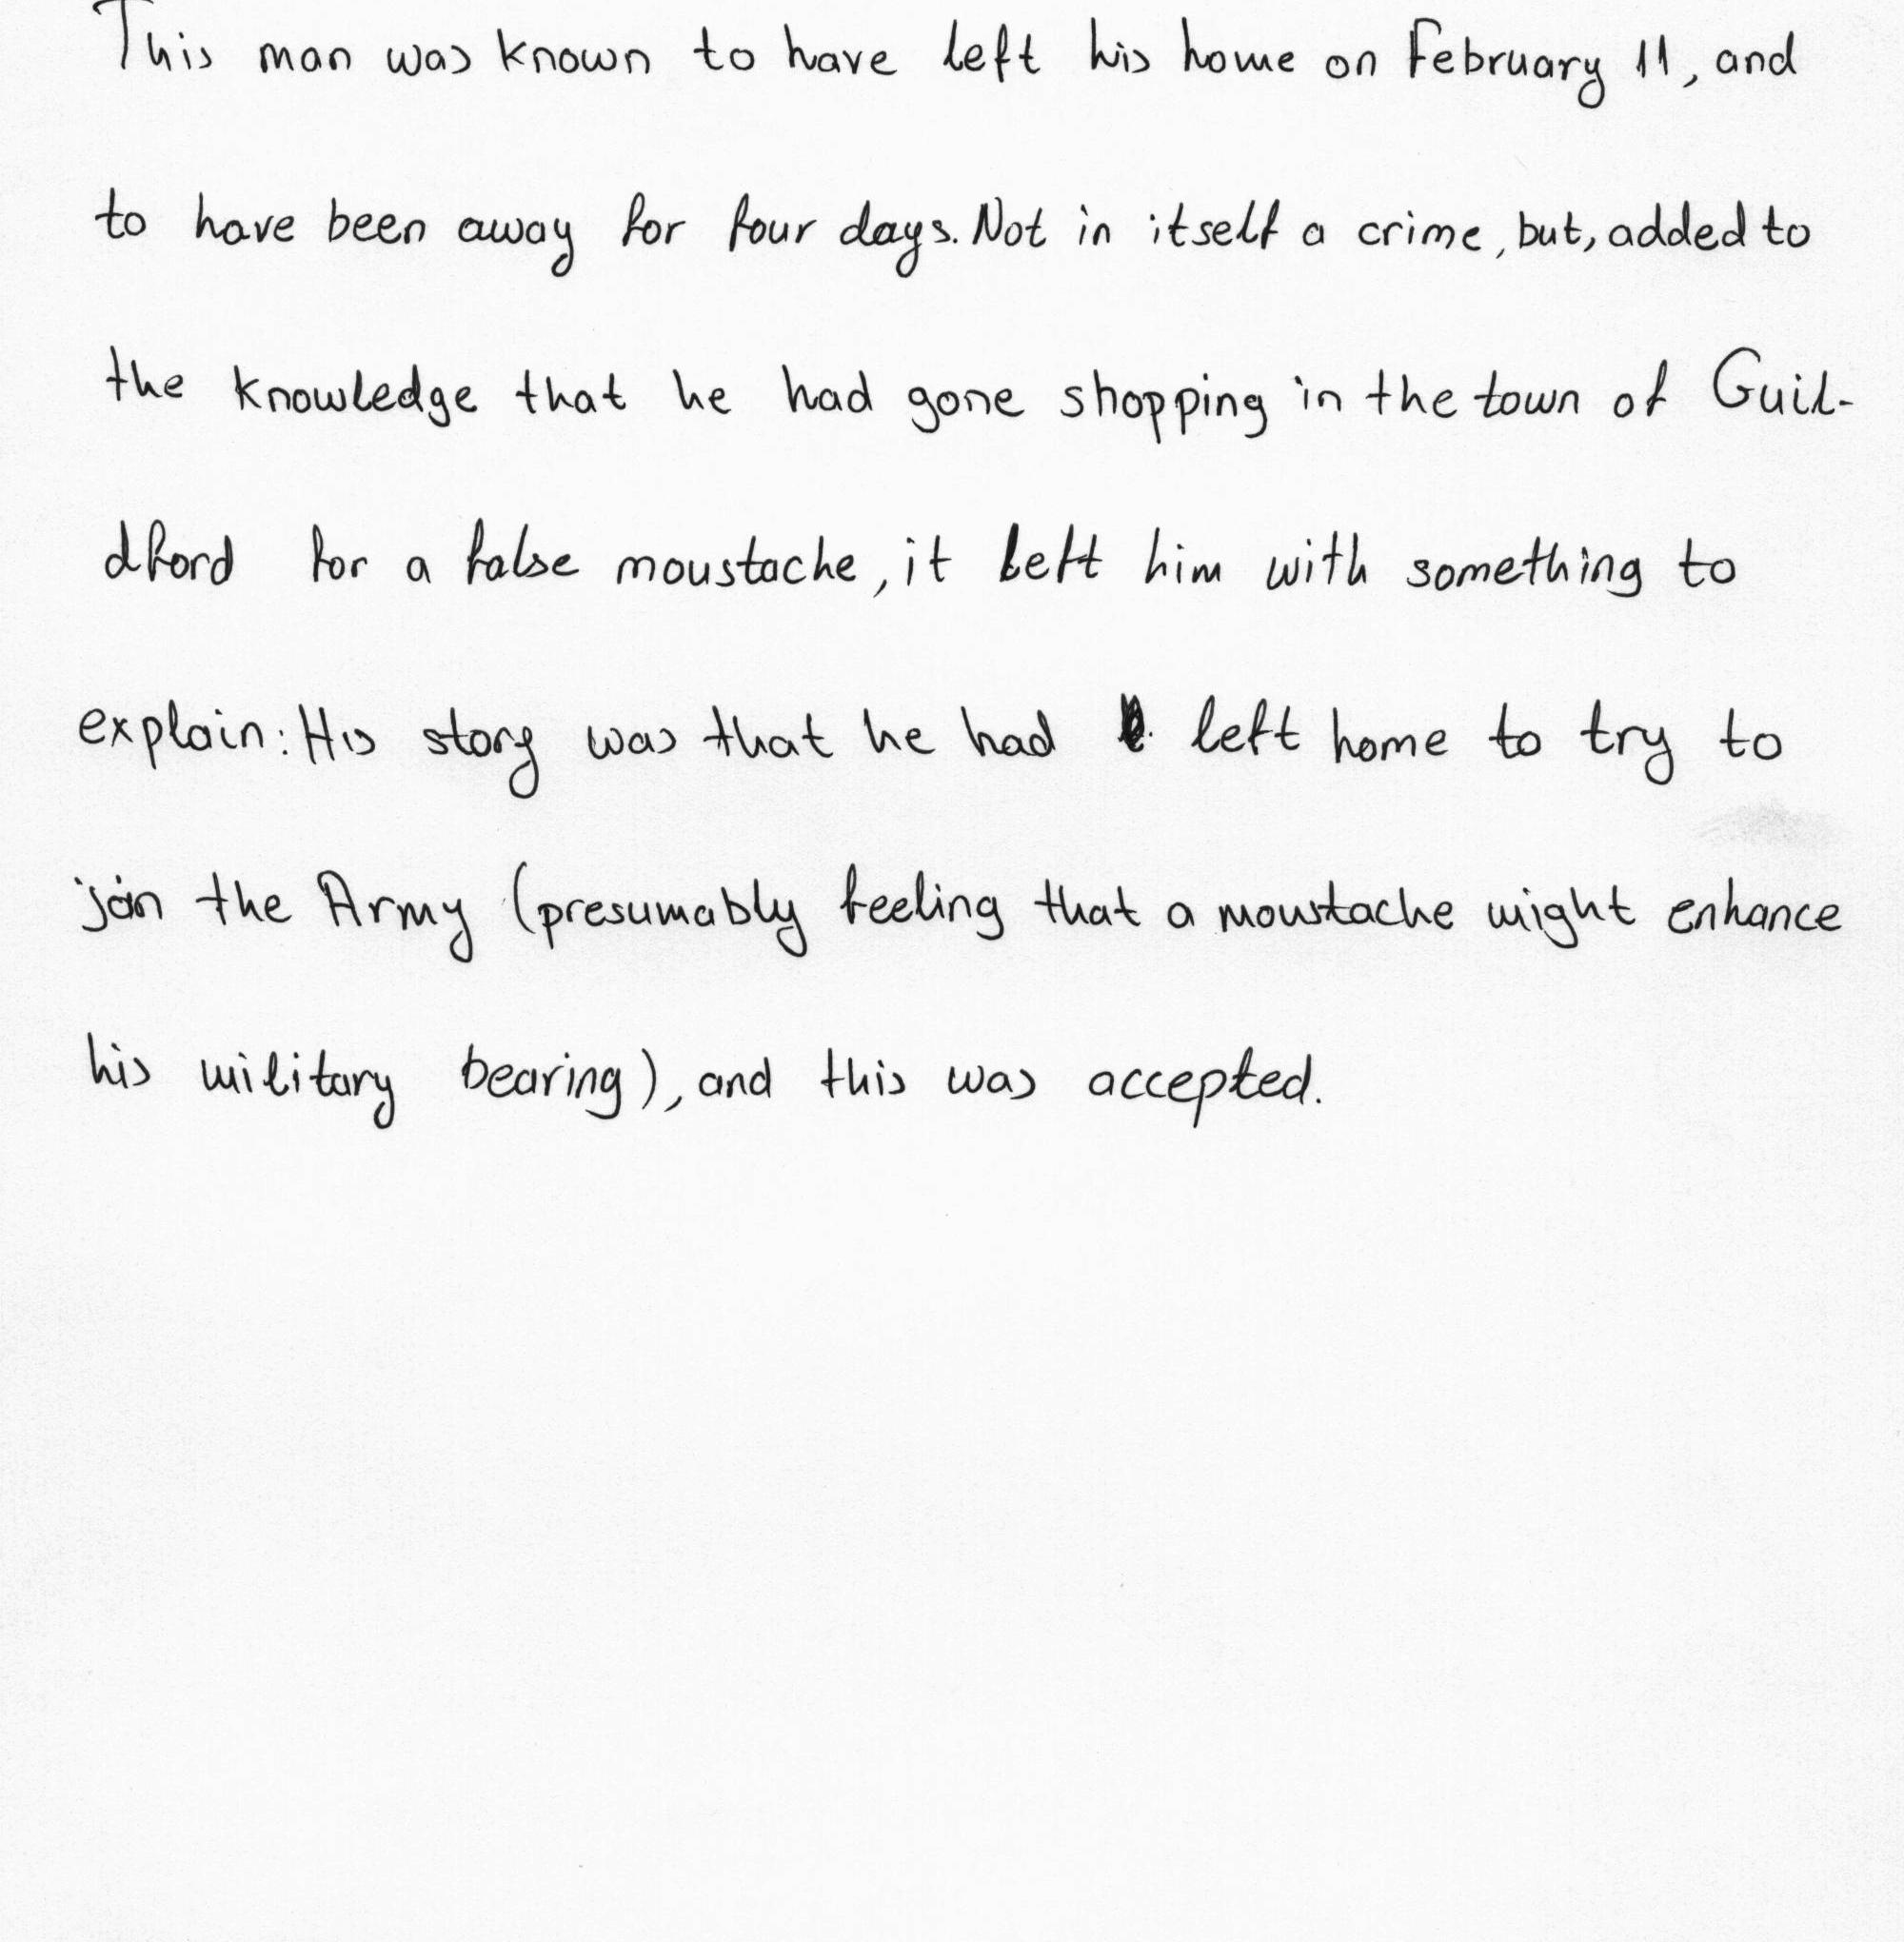 This man was known to have left his home on February 11, and
to have been away for four days. Not in itself a crime, but, added to
the knowledge that he had gone shopping in the town of Guil-
dford for a false moustache, it left him with something to
explain: His story was that he had left home to try to
join the Army (presumably feeling that a moustache might enhance
his military bearing), and this was accepted.